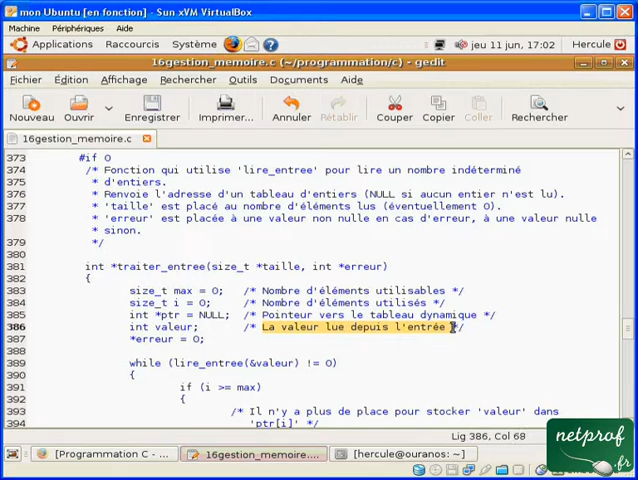 mon Ubuntu [en fonction] - Sun xVM VirtualBox
Machine Périphériques Aide
Applications Raccourcis Système ? jeu 11 jun, 17:02 Hercule
16gestion_memoire.c (~/programmation/c) - gedit
Fichier Édition Affichage Rechercher Outils Documents Aide
Nouveau Ouvrir Enregistrer Imprimer... Annuler Rétablir Couper Copier Coller Rechercher
16gestion_memoire.c
373 #if 0
374 /* Fonction qui utilise 'lire_entree' pour lire un nombre indéterminé
375 * d'entiers.
376 * Renvoie l'adresse d'un tableau d'entiers (NULL si aucun entier n'est lu).
377 * 'taille' est placé au nombre d'éléments lus (éventuellement 0).
378 * 'erreur' est placée à une valeur non nulle en cas d'erreur, à une valeur nulle
* sinon.
379 */
380
381 int *traiter_entree(size_t *taille, int *erreur)
382 {
383 size_t max = 0; /* Nombre d'éléments utilisables */
384 size_t i = 0; /* Nombre d'éléments utilisés */
385 int *ptr = NULL; /* Pointeur vers le tableau dynamique */
386 int valeur; /* La valeur lue depuis l'entrée */
387 *erreur = 0;
388
389 while (lire_entree(&valeur) != 0)
390 {
391 if (i >= max)
392 {
393 /* Il n'y a plus de place pour stocker 'valeur' dans
394 'ptr[i]' */
Lig 386, Col 68
[Programmation C - ... 16gestion_memoire.... [hercule@ouranos: ~]
netprof
.fr